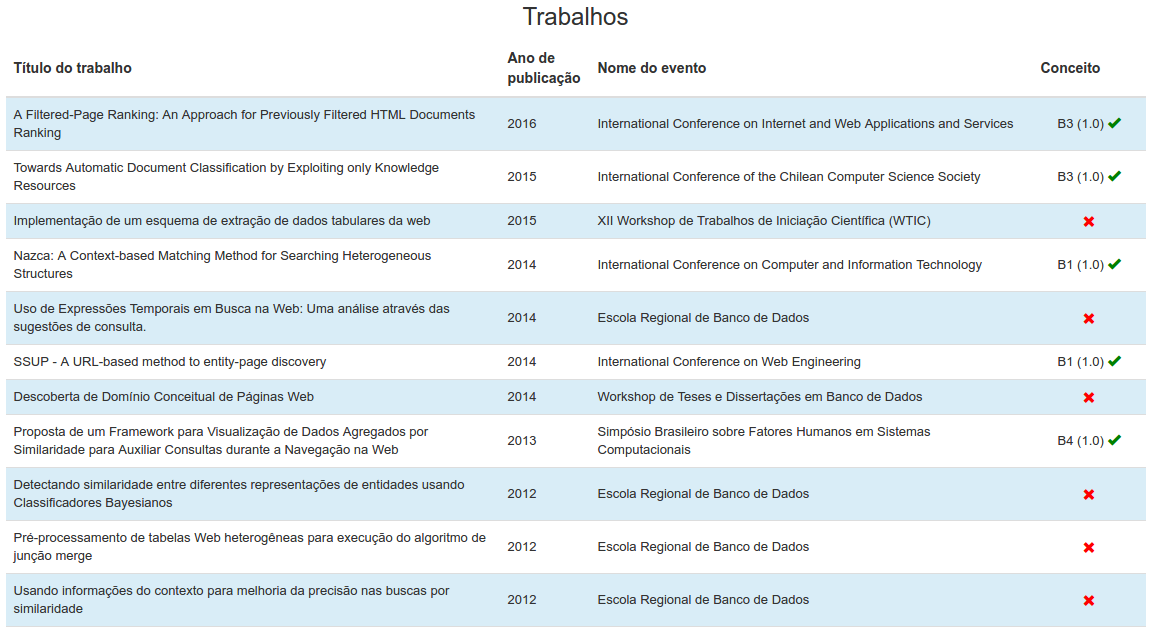 Trabalhos
Título do trabalho
Ano de
publicação
Nome do evento
Conceito
A Filtered-Page Ranking: An Approach for Previously Filtered HTML Documents
Ranking
2016
International Conference on Internet and Web Applications and Services
B3 (1.0)
Towards Automatic Document Classification by Exploiting only Knowledge
Resources
2015
International Conference of the Chilean Computer Science Society
B3 (1.0)
Implementação de um esquema de extração de dados tabulares da web
2015
XII Workshop de Trabalhos de Iniciação Científica (WTIC)
Nazca: A Context-based Matching Method for Searching Heterogeneous
Structures
2014
International Conference on Computer and Information Technology
B1 (1.0)
Uso de Expressões Temporais em Busca na Web: Uma análise através das
sugestões de consulta.
2014
Escola Regional de Banco de Dados
SSUP - A URL-based method to entity-page discovery
2014
International Conference on Web Engineering
B1 (1.0)
Descoberta de Domínio Conceitual de Páginas Web
2014
Workshop de Teses e Dissertações em Banco de Dados
Proposta de um Framework para Visualização de Dados Agregados por
Similaridade para Auxiliar Consultas durante a Navegação na Web
2013
Simpósio Brasileiro sobre Fatores Humanos em Sistemas
Computacionais
B4 (1.0)
Detectando similaridade entre diferentes representações de entidades usando
Classificadores Bayesianos
2012
Escola Regional de Banco de Dados
Pré-processamento de tabelas Web heterogêneas para execução do algoritmo de
junção merge
2012
Escola Regional de Banco de Dados
Usando informações do contexto para melhoria da precisão nas buscas por
similaridade
2012
Escola Regional de Banco de Dados